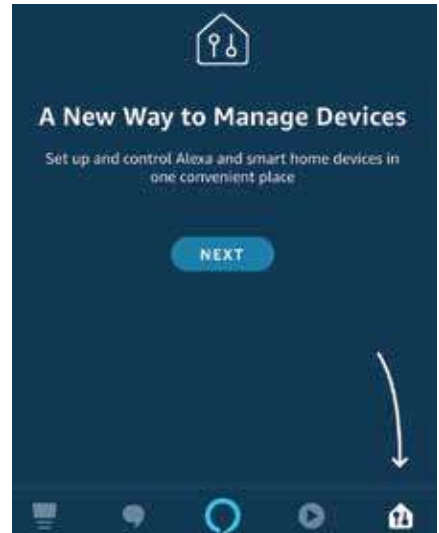 A New Way to Manage Devices
Set up and control Alexa and smart home devices in
one convenient place
NEXT